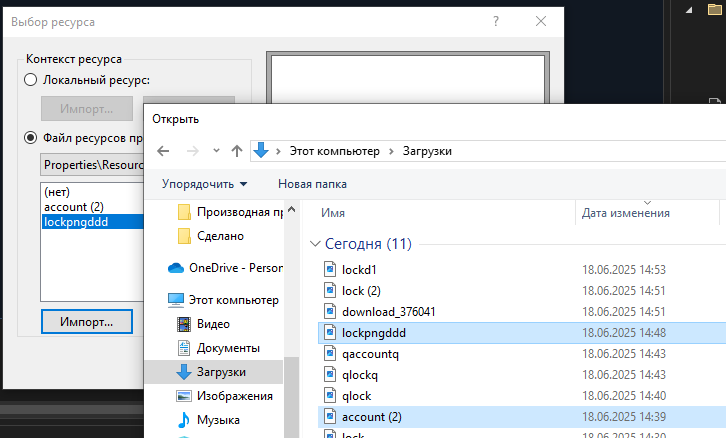 Выбор ресурса
? ×
Контекст ресурса
Локальный ресурс:
Импорт...
Файл ресурсов пр
Properties\Resourc
(нет)
account (2)
lockpngddd
Импорт...
Открыть
Этот компьютер > Загрузки
Упорядочить
Новая папка
Производная пр
Сделано
OneDrive - Person
Этот компьютер
Видео
Документы
Загрузки
Изображения
Музыка
Имя
Дата изменения
Сегодня (11)
lockd1 18.06.2025 14:53
lock (2) 18.06.2025 14:51
download_376041 18.06.2025 14:51
lockpngddd 18.06.2025 14:48
qaccountq 18.06.2025 14:43
qlockq 18.06.2025 14:43
qlock 18.06.2025 14:40
account (2) 18.06.2025 14:39
lock 18.06.2025 14:30